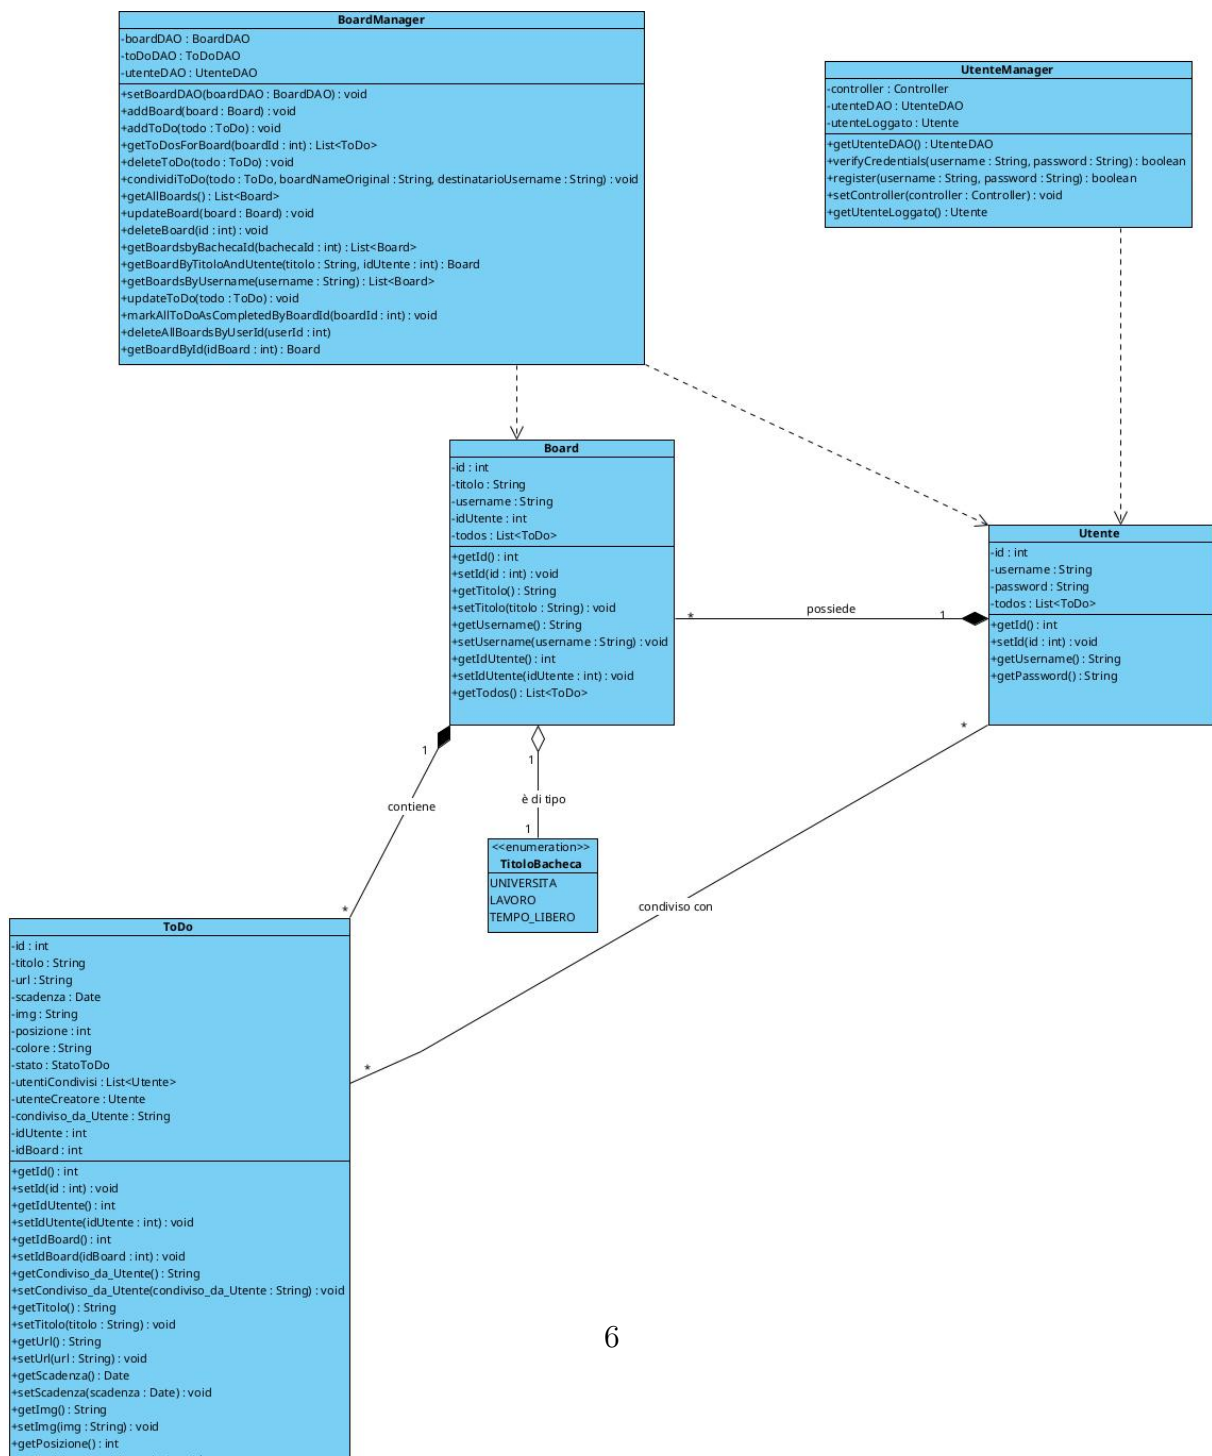 BoardManager
-boardDAO : BoardDAO
-toDoDAO : ToDoDAO
-utenteDAO : UtenteDAO
+setBoardDAO(boardDAO : BoardDAO) : void
+addBoard(board : Board) : void
+addToDo(todo : ToDo) : void
+getToDosForBoard(boardId : int) : List<ToDo>
+deleteToDo(todo : ToDo) : void
+condividiToDo(todo : ToDo, boardNameOriginal : String, destinatarioUsername : String) : void
+getAllBoards() : List<Board>
+updateBoard(board : Board) : void
+deleteBoard(id : int) : void
+getBoardsbyBachecaId(bachecaId : int) : List<Board>
+getBoardByTitoloAndUtente(titolo : String, idUtente : int) : Board
+getBoardsByUsername(username : String) : List<Board>
+updateToDo(todo : ToDo) : void
+markAllToDoAsCompletedByBoardId(boardId : int) : void
+deleteAllBoardsByUserId(userId : int)
+getBoardById(idBoard : int) : Board
UtenteManager
-controller : Controller
-utenteDAO : UtenteDAO
-utenteLoggato : Utente
+getUtenteDAO() : UtenteDAO
+verifyCredentials(username : String, password : String) : boolean
+register(username : String, password : String) : boolean
+setController(controller : Controller) : void
+getUtenteLoggato() : Utente
Board
-id : int
-titolo : String
-username : String
-idUtente : int
-todos : List<ToDo>
+getId() : int
+setId(id : int) : void
+getTitolo() : String
+setTitolo(titolo : String) : void
+getUsername() : String
+setUsername(username : String) : void
+getIdUtente() : int
+setIdUtente(idUtente : int) : void
+getTodos() : List<ToDo>
* possiede 1
Utente
-id : int
-username : String
-password : String
-todos : List<ToDo>
+getId() : int
+setId(id : int) : void
+getUsername() : String
+getPassword() : String
1
contiene
*
1
è di tipo
1
<<enumeration>>
TitoloBacheca
UNIVERSITA
LAVORO
TEMPO_LIBERO
*
condiviso con
*
ToDo
-id : int
-titolo : String
-url : String
-scadenza : Date
-img : String
-posizione : int
-colore : String
-stato : StatoToDo
-utentiCondivisi : List<Utente>
-utenteCreatore : Utente
-condiviso_da_Utente : String
-idUtente : int
-idBoard : int
+getId() : int
+setId(id : int) : void
+getIdUtente() : int
+setIdUtente(idUtente : int) : void
+getIdBoard() : int
+setIdBoard(idBoard : int) : void
+getCondiviso_da_Utente() : String
+setCondiviso_da_Utente(condiviso_da_Utente : String) : void
+getTitolo() : String
+setTitolo(titolo : String) : void
+getUrl() : String
+setUrl(url : String) : void
+getScadenza() : Date
+setScadenza(scadenza : Date) : void
+getImg() : String
+setImg(img : String) : void
+getPosizione() : int
6